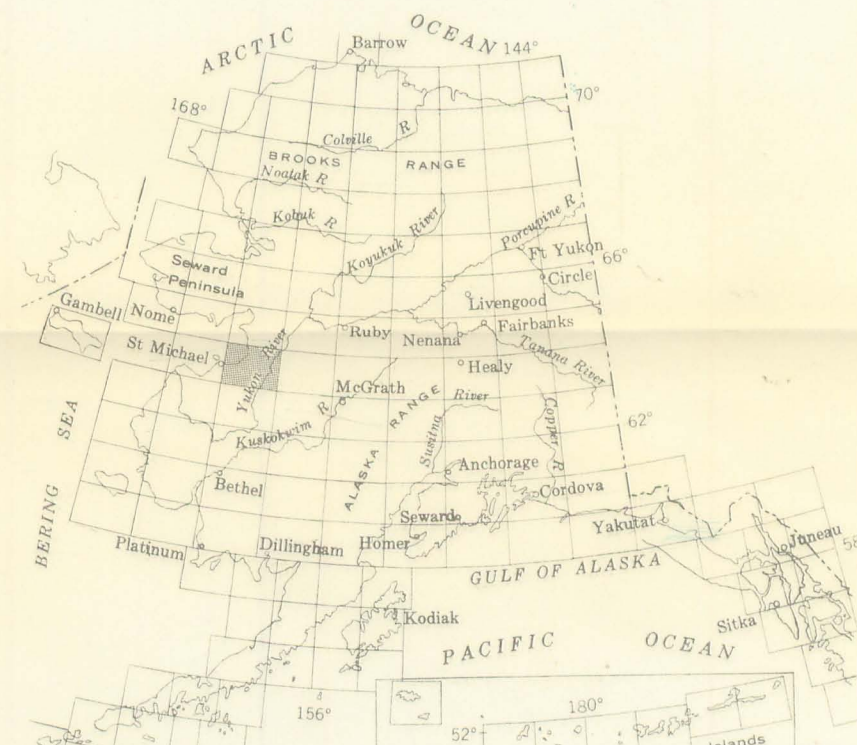 ARCTIC OCEAN
Barrow
144°
70°
168°
Colville R
BROOKS RANGE
Noatak R
Kobuk R
Koyukuk River
Porcupine R
Ft Yukon
66°
Seward
Peninsula
Circle
Livengood
Gambell
Nome
Ruby
Nenana
Fairbanks
St Michael
Yukon River
Tanana River
Healy
McGrath
ALASKA RANGE
Susitna River
Copper R
62°
Kuskokwim R
BERING SEA
Bethel
Anchorage
Cordova
Seward
Yakutat
Juneau
58
Platinum
Dillingham
Homer
GULF OF ALASKA
Kodiak
Sitka
PACIFIC OCEAN
156°
180°
52°